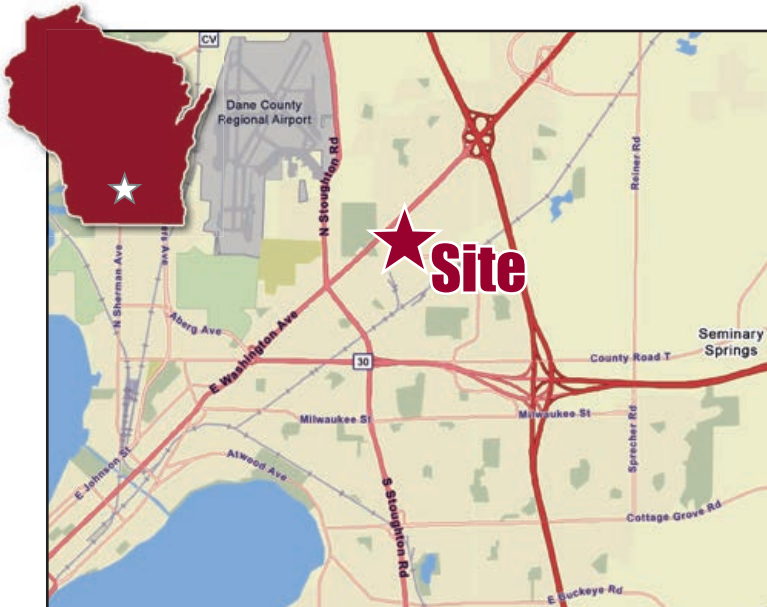 CV
Dane County
Regional Airport
N Stoughton Rd
Reiner Rd
Site
N Sherman Ave
ers Ave
Aberg Ave
E Washington Ave
30
County Road T
Seminary
Springs
Milwaukee St
Milwaukee St
Sprecher Rd
E Johnson St
Atwood Ave
S Stoughton Rd
Cottage Grove Rd
E Buckeye Rd